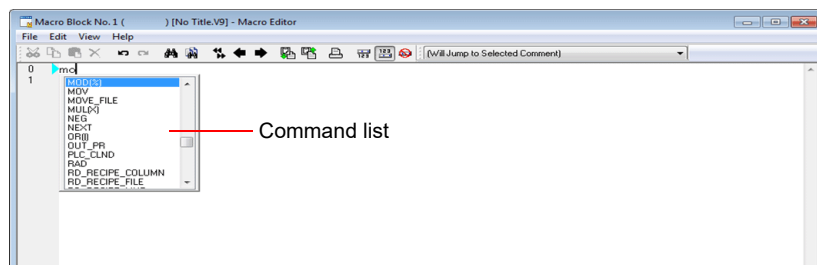 Macro Block No. 1 ( ) [No Title.V9] - Macro Editor
File Edit View Help
(Will Jump to Selected Comment)
0 mo
1
MOD(%)
MOV
MOVE_FILE
MUL(X)
NEG
NEXT
OR(|)
OUT_PR
PLC_CLND
RAD
RD_RECIPE_COLUMN
RD_RECIPE_FILE
Command list